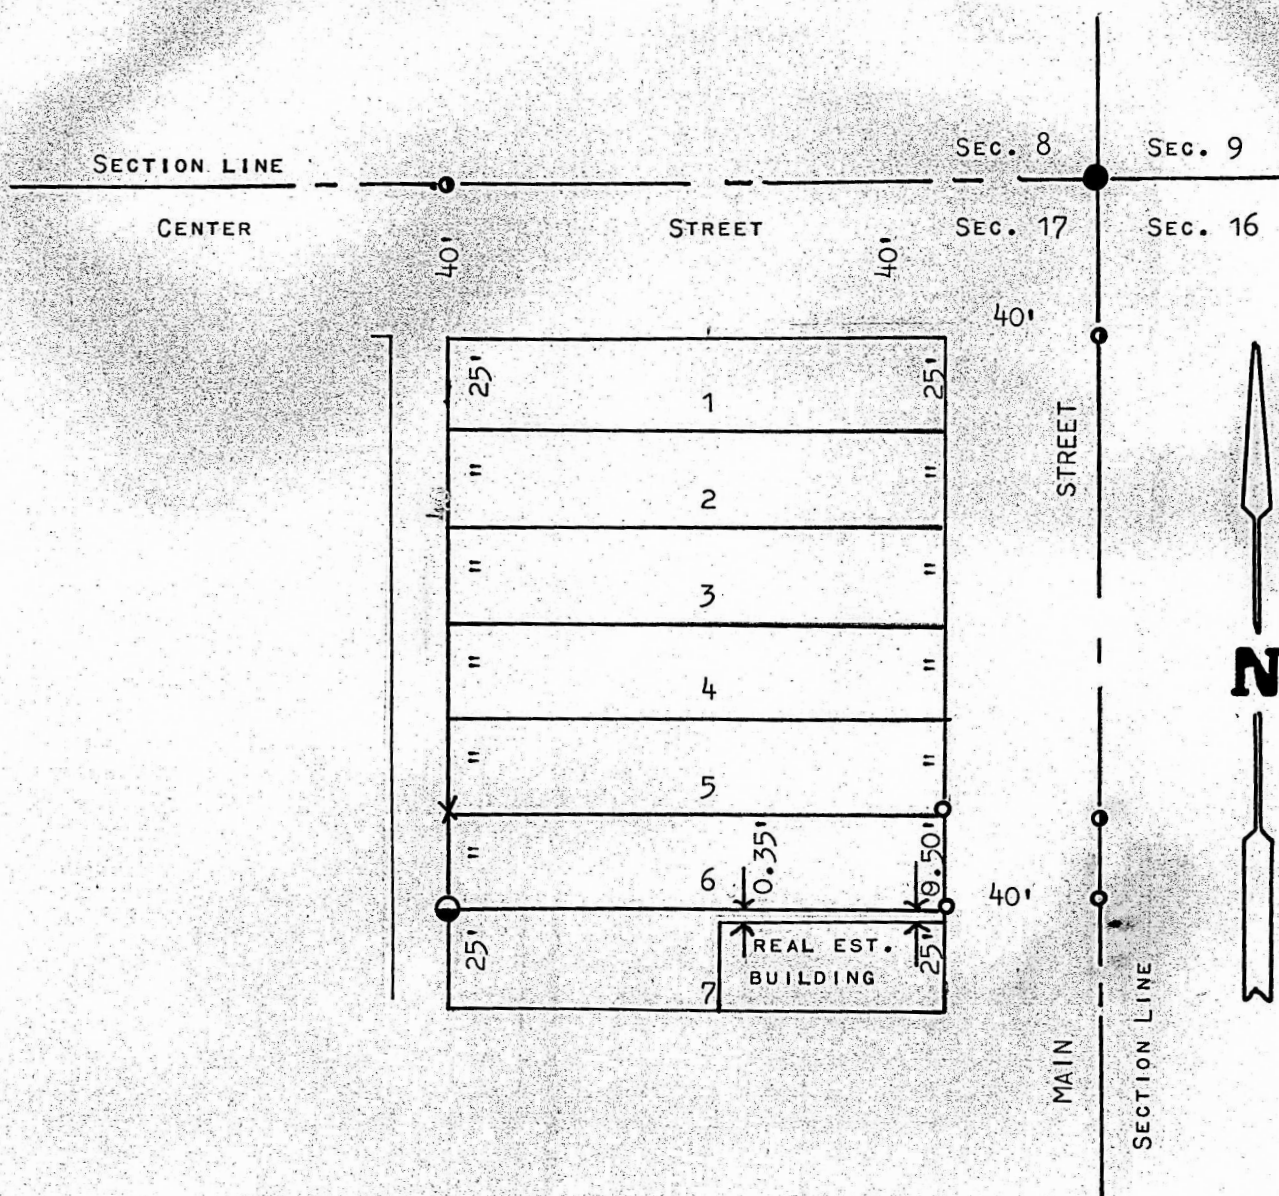 SECTION LINE
CENTER
STREET
SEC. 8
SEC. 9
SEC. 17
SEC. 16
40'
40'
40'
25'
1
25'
"
2
"
"
3
"
"
4
"
"
5
"
"
6
0.35'
9.50'
40'
25'
7
REAL EST.
BUILDING
25'
STREET
MAIN
SECTION LINE
N